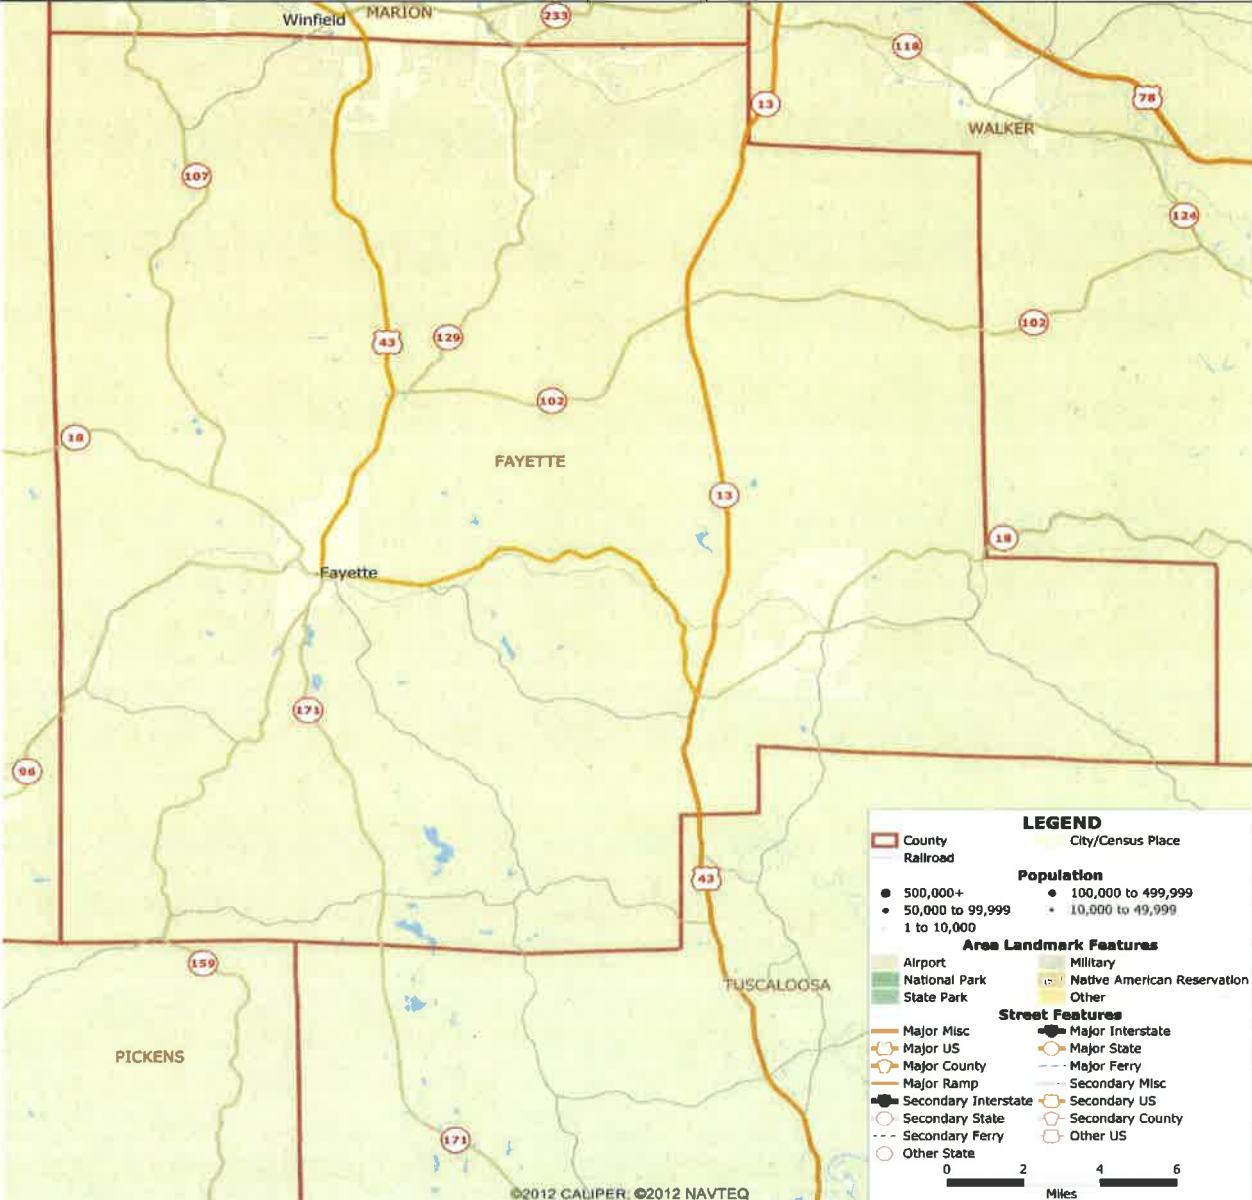 MARION
Winfield
233
118
78
13
WALKER
107
124
43
129
102
102
18
FAYETTE
13
18
Fayette
171
96
43
159
TUSCALOOSA
PICKENS
171
LEGEND
County City/Census Place
Railroad
Population
500,000+ 100,000 to 499,999
50,000 to 99,999 10,000 to 49,999
1 to 10,000
Area Landmark Features
Airport Military
National Park Native American Reservation
State Park Other
Street Features
Major Misc Major Interstate
Major US Major State
Major County Major Ferry
Major Ramp Secondary Misc
Secondary Interstate Secondary US
Secondary State Secondary County
Secondary Ferry Other US
Other State
0 2 4 6
Miles
©2012 CALIPER; ©2012 NAVTEQ